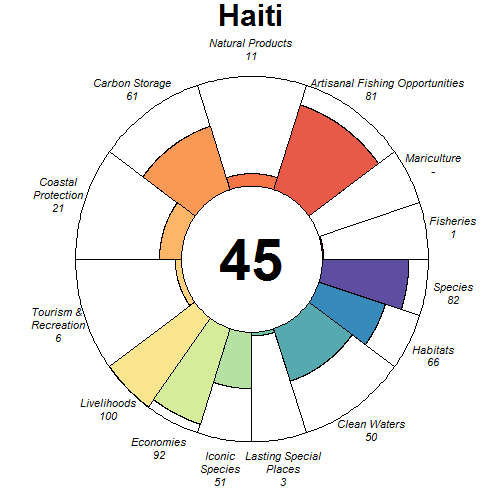 Haiti
Natural Products
11
Artisanal Fishing Opportunities
81
Mariculture
-
Fisheries
1
Species
82
Habitats
66
Clean Waters
50
Lasting Special
Places
3
Iconic
Species
51
Economies
92
Livelihoods
100
Tourism &
Recreation
6
Coastal
Protection
21
Carbon Storage
61
45